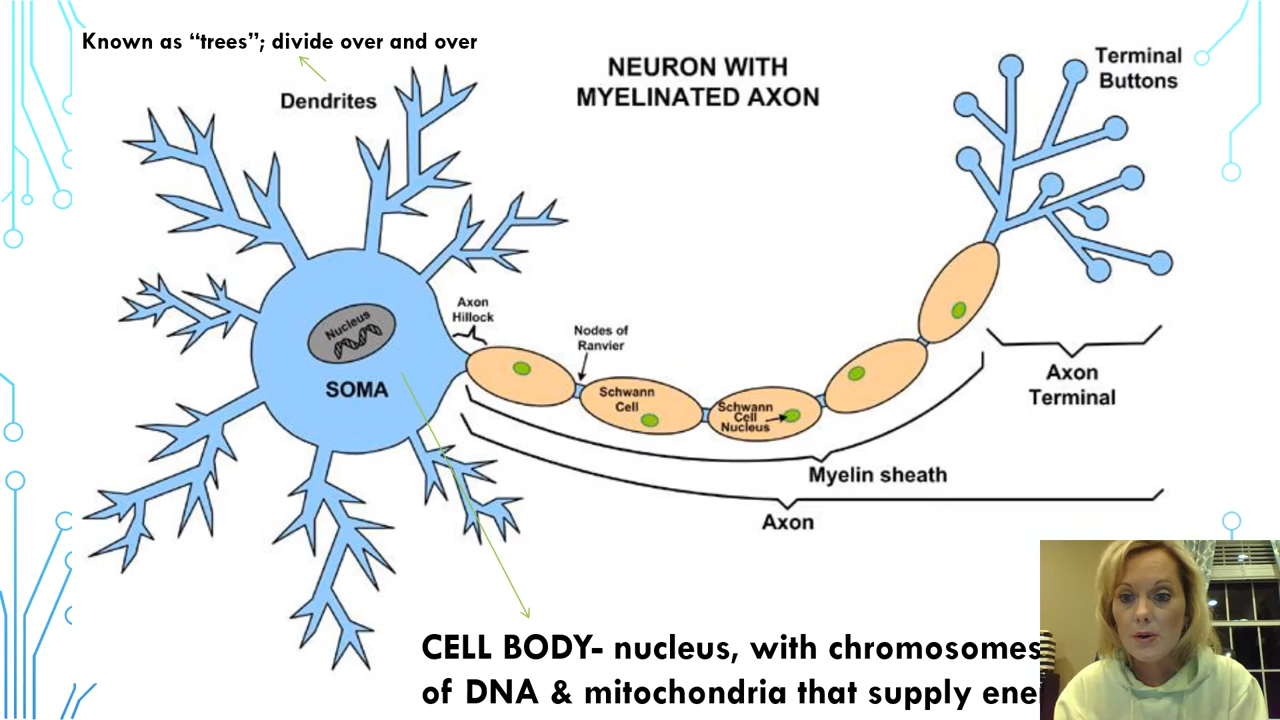 Known as “trees”; divide over and over
Dendrites
NEURON WITH
MYELINATED AXON
Terminal
Buttons
Axon
Hillock
Nodes of
Ranvier
Nucleus
SOMA
Schwann
Cell
Schwann
Cell
Nucleus
Axon
Terminal
Myelin sheath
Axon
CELL BODY- nucleus, with chromosomes
of DNA & mitochondria that supply